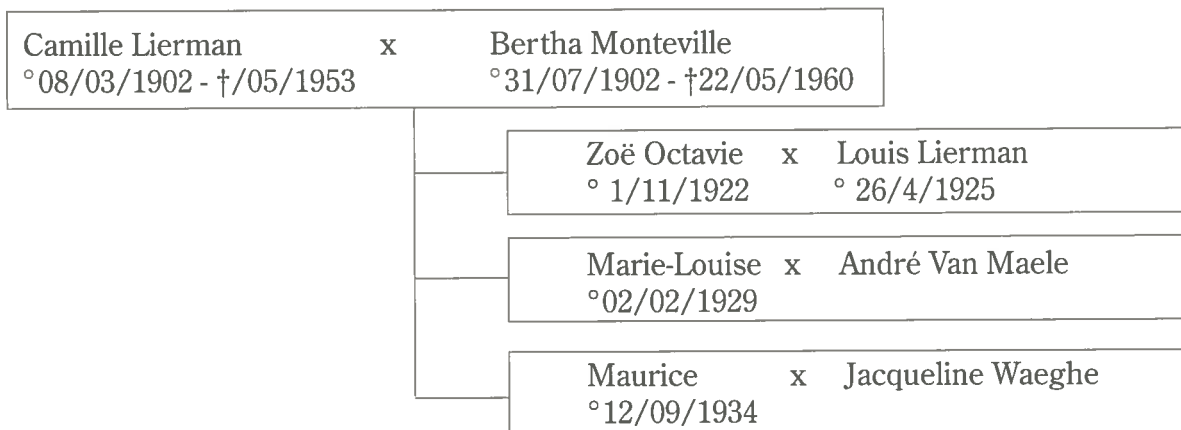 Camille Lierman x Bertha Monteville
°08/03/1902 - †/05/1953 °31/07/1902 - †22/05/1960
Zoë Octavie x Louis Lierman
° 1/11/1922 ° 26/4/1925
Marie-Louise x André Van Maele
°02/02/1929
Maurice x Jacqueline Waeghe
°12/09/1934